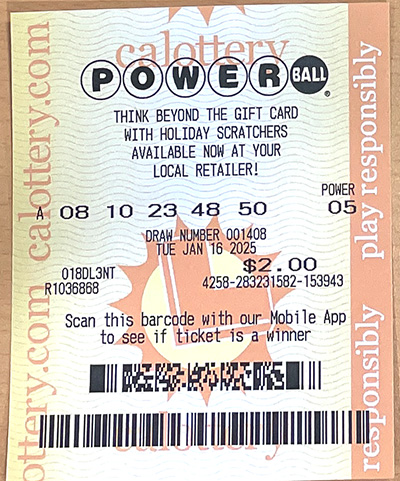 calottery
POWERBALL®
THINK BEYOND THE GIFT CARD
WITH HOLIDAY SCRATCHERS
AVAILABLE NOW AT YOUR
LOCAL RETAILER!
POWER
A 08 10 23 48 50 05
DRAW NUMBER 001408
TUE JAN 16 2025
$2.00
018DL3NT
R1036868 4258-283231582-153943
Scan this barcode with our Mobile App
to see if ticket is a winner
calottery
ottery.com calottery.com
play responsibly
responsibly